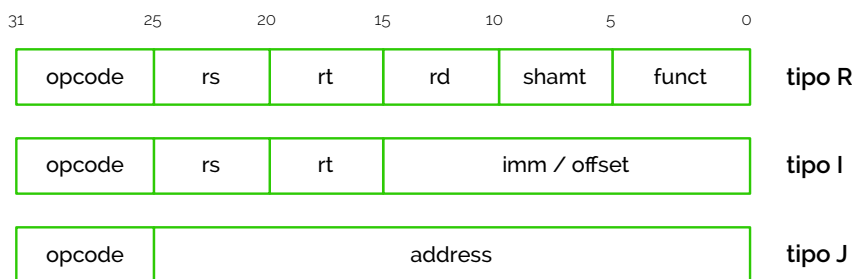 31 25 20 15 10 5 0
opcode rs rt rd shamt funct tipo R
opcode rs rt imm / offset tipo I
opcode address tipo J